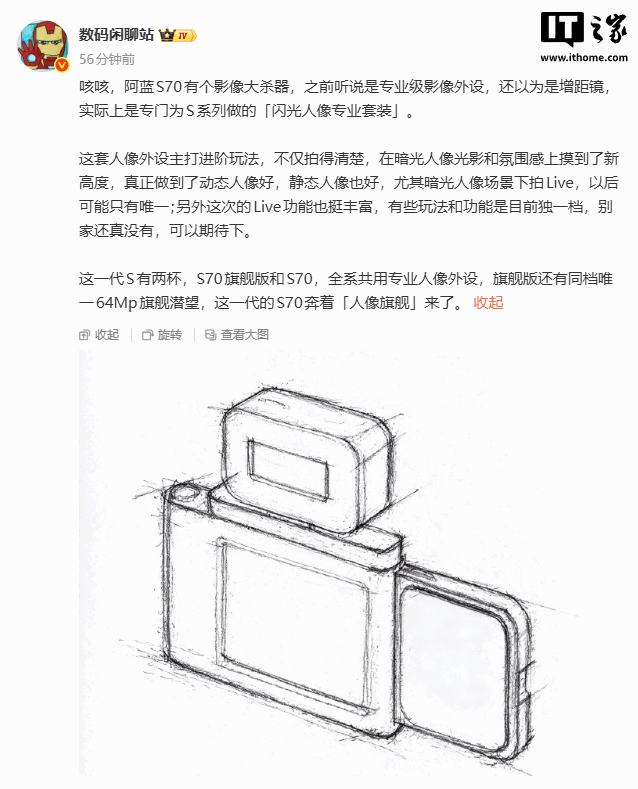 数码闲聊站 IV
IT之家
www.ithome.com
56分钟前
咳咳，阿蓝S70有个影像大杀器，之前听说是专业级影像外设，还以为是增距镜，
实际上是专门为S系列做的「闪光人像专业套装」。
这套人像外设主打进阶玩法，不仅拍得清楚，在暗光人像光影和氛围感上摸到了新
高度，真正做到了动态人像好，静态人像也好，尤其暗光人像场景下拍Live，以后
可能只有唯一;另外这次的Live功能也挺丰富，有些玩法和功能是目前独一档，别
家还真没有，可以期待下。
这一代S有两杯，S70旗舰版和S70，全系共用专业人像外设，旗舰版还有同档唯
一64Mp旗舰潜望，这一代的S70奔着「人像旗舰」来了。 收起
收起 旋转 查看大图